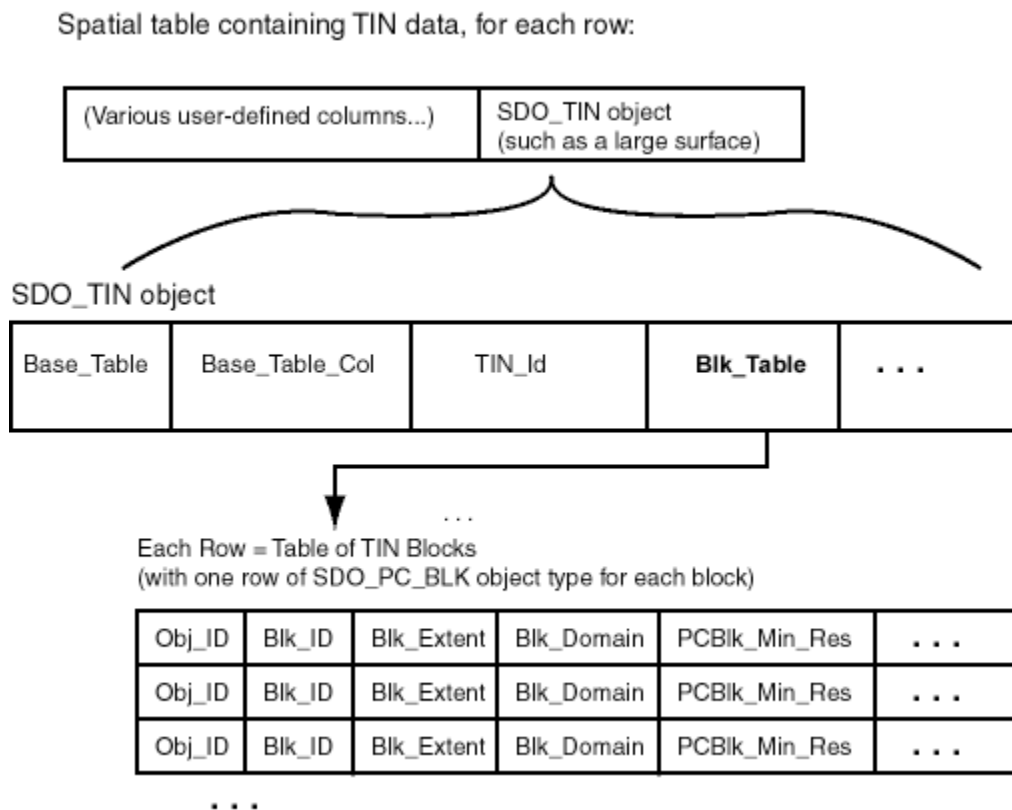 Spatial table containing TIN data, for each row:
(Various user-defined columns...)
SDO_TIN object
(such as a large surface)
SDO_TIN object
Base_Table
Base_Table_Col
TIN_Id
Blk_Table
. . .
. . .
Each Row = Table of TIN Blocks
(with one row of SDO_PC_BLK object type for each block)
Obj_ID Blk_ID Blk_Extent Blk_Domain PCBlk_Min_Res . . .
Obj_ID Blk_ID Blk_Extent Blk_Domain PCBlk_Min_Res . . .
Obj_ID Blk_ID Blk_Extent Blk_Domain PCBlk_Min_Res . . .
. . .